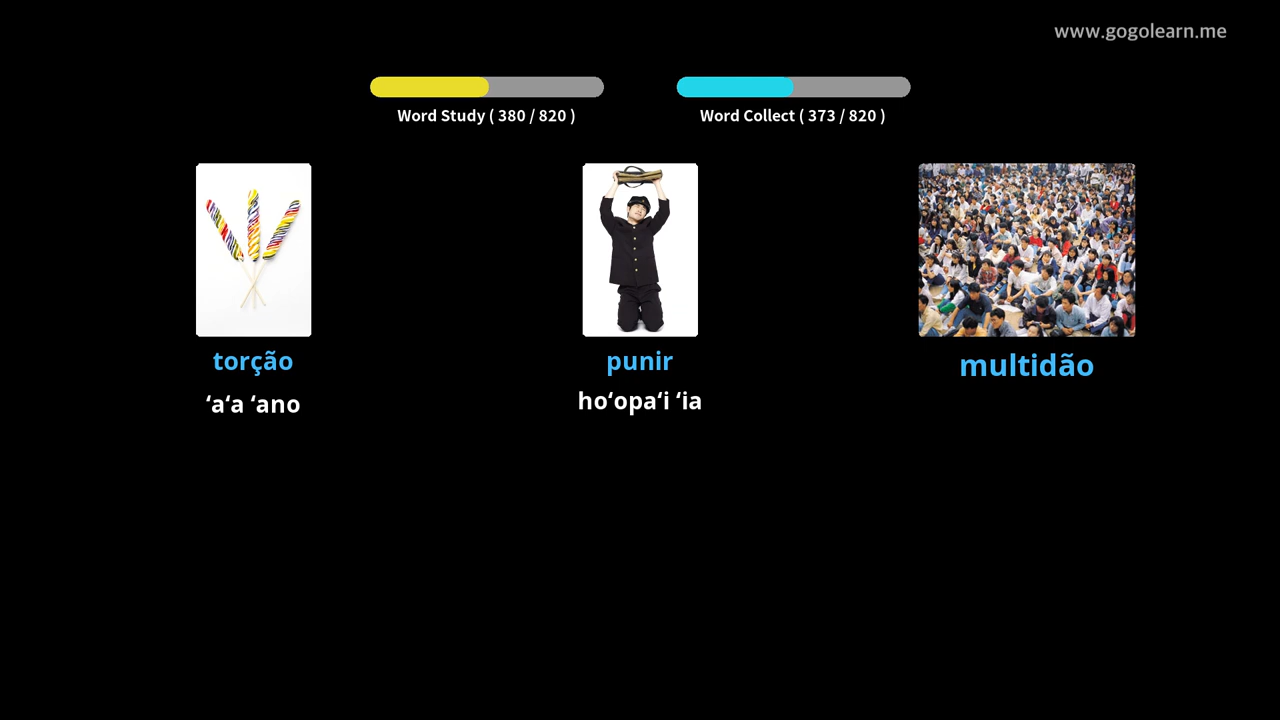 www.gogolearn.me
Word Study ( 380 / 820 )
Word Collect ( 373 / 820 )
torção
ʻaʻa ʻano
punir
hoʻopaʻi ʻia
multidão